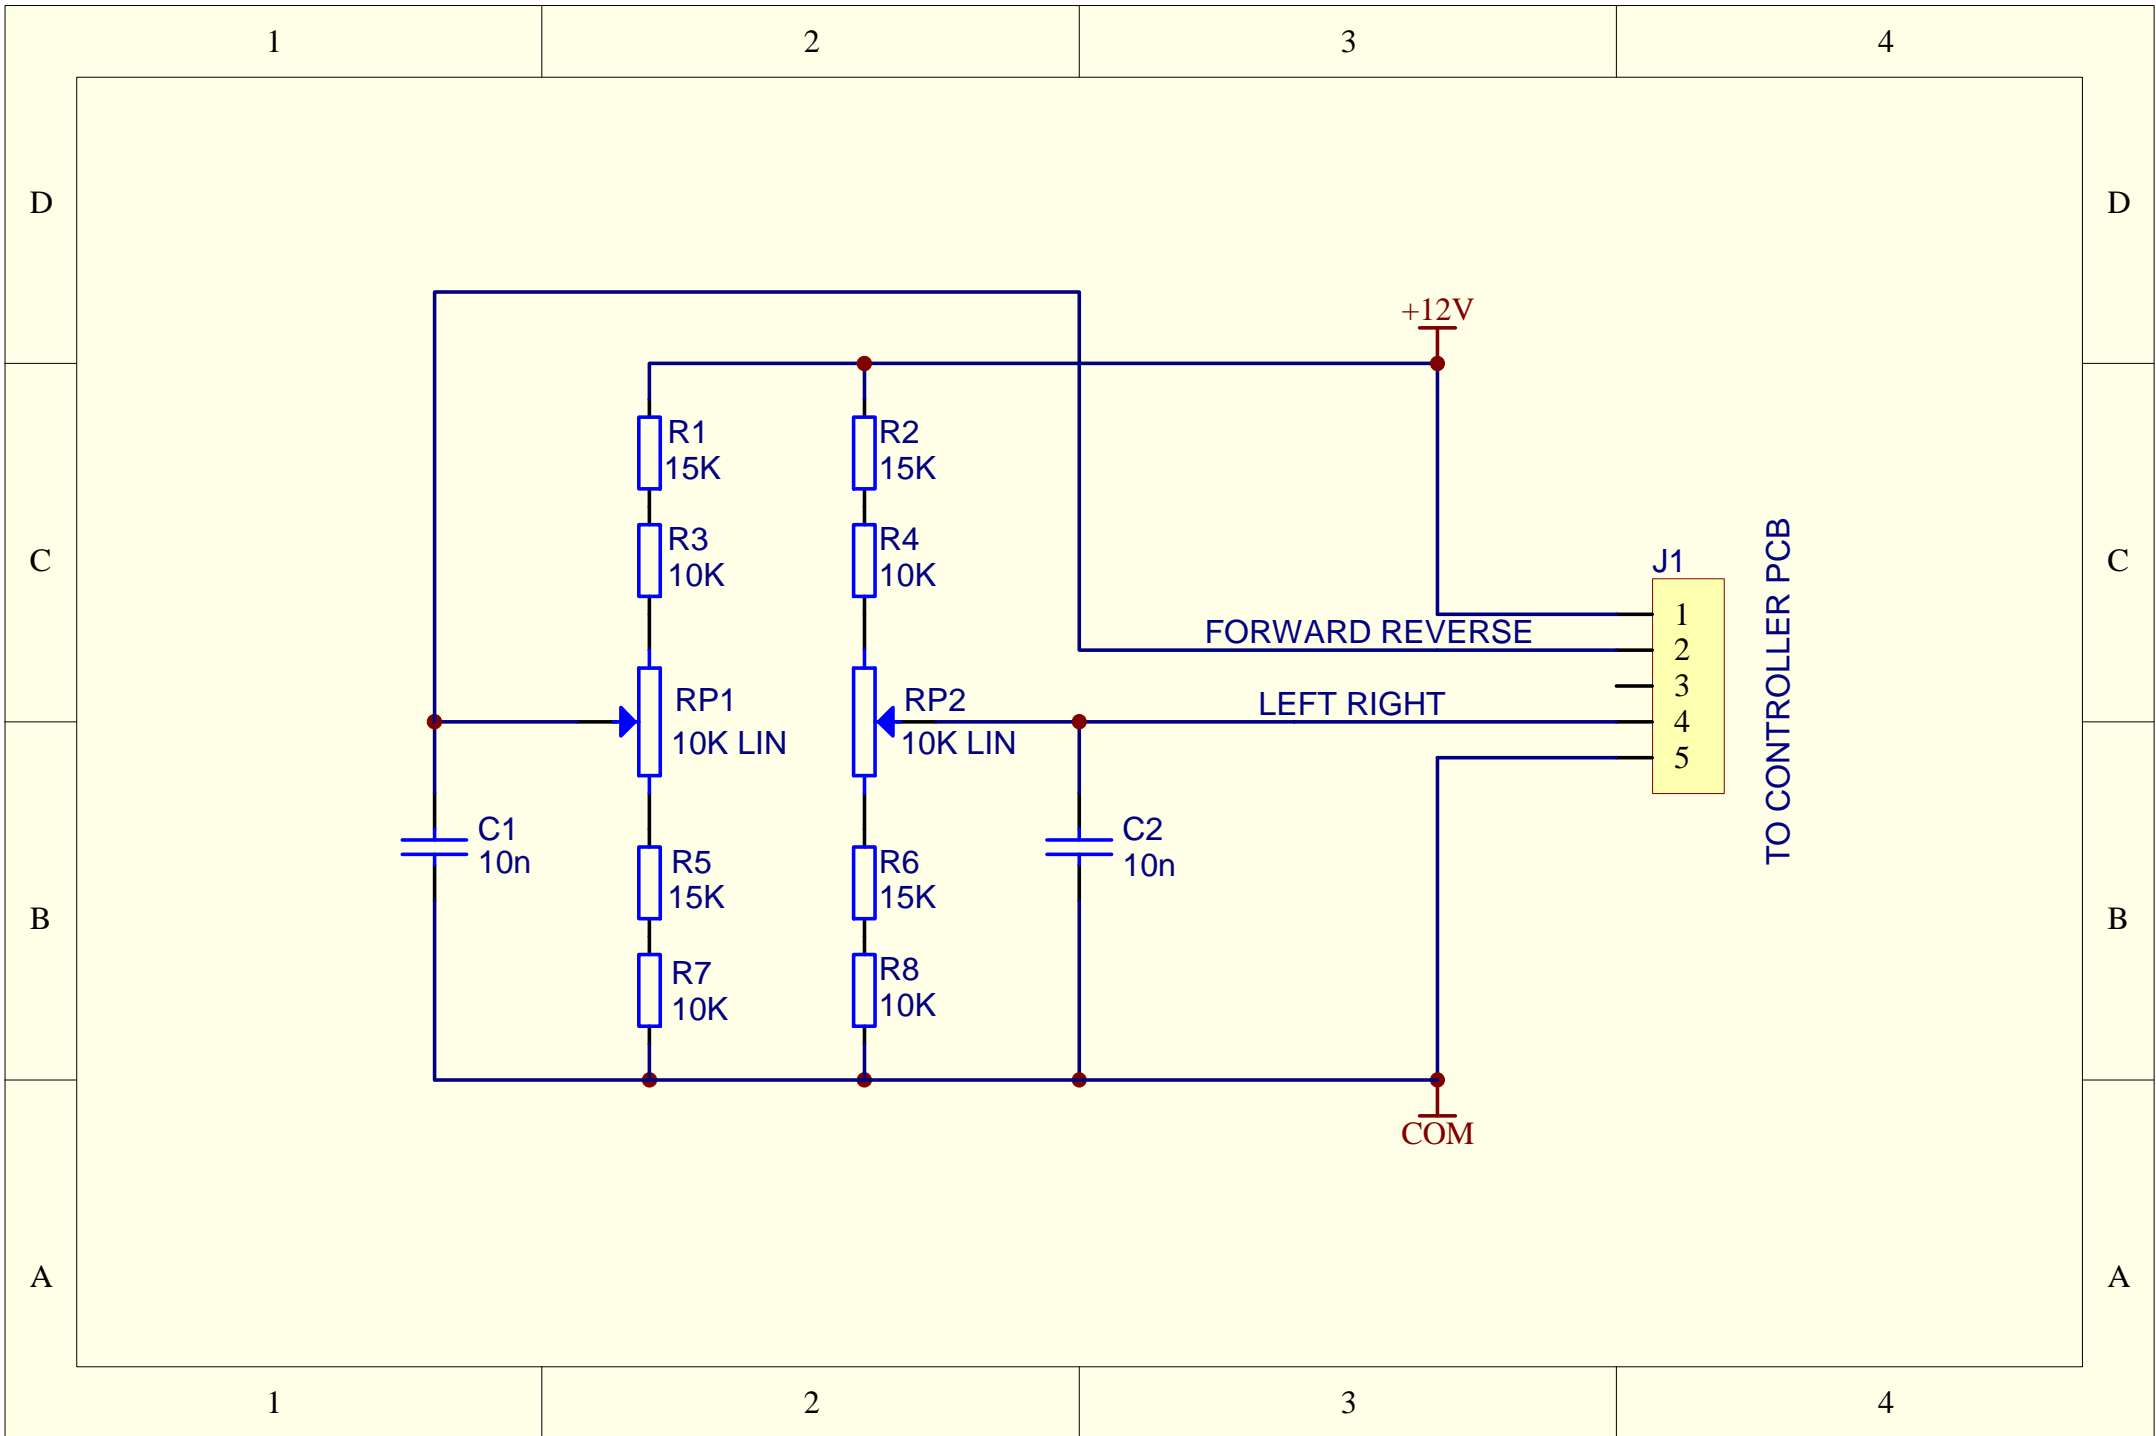 1 2 3 4
D D
+12V
R1
15K
R2
15K
R3
10K
R4
10K
C C
J1
TO CONTROLLER PCB
1
FORWARD REVERSE
2
3
RP1
10K LIN
RP2
10K LIN
LEFT RIGHT
4
5
C1
10n
R5
15K
R6
15K
C2
10n
B B
R7
10K
R8
10K
COM
A A
1 2 3 4